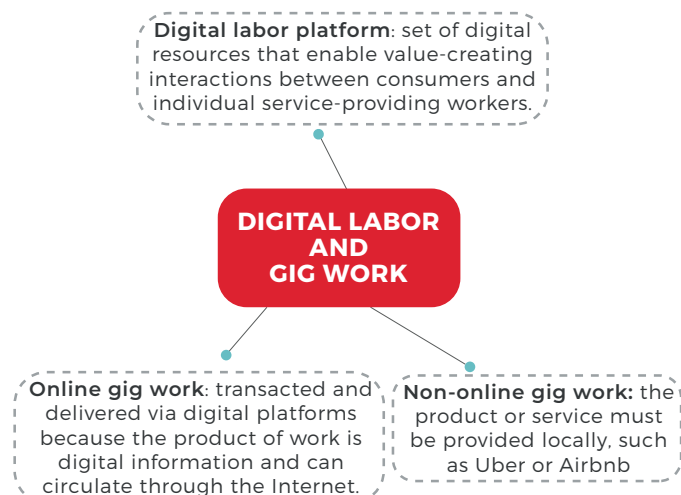 Digital labor platform: set of digital
resources that enable value-creating
interactions between consumers and
individual service-providing workers.
DIGITAL LABOR
AND
GIG WORK
Online gig work: transacted and
delivered via digital platforms
because the product of work is
digital information and can
circulate through the Internet.
Non-online gig work: the
product or service must
be provided locally, such
as Uber or Airbnb